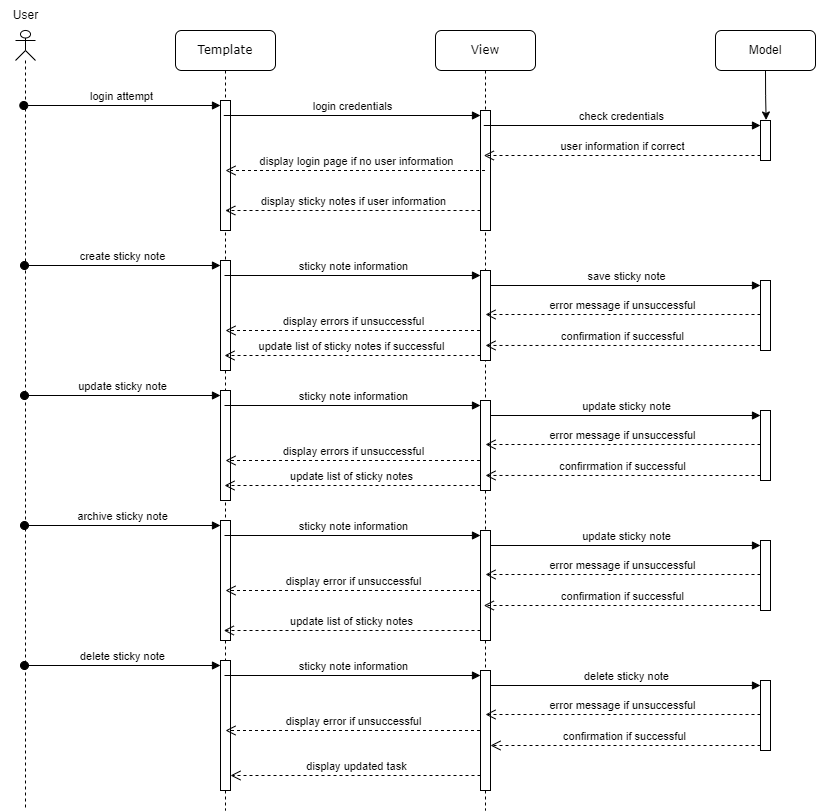 User
Template
View
Model
login attempt
login credentials
check credentials
user information if correct
display login page if no user information
display sticky notes if user information
create sticky note
sticky note information
save sticky note
error message if unsuccessful
display errors if unsuccessful
confirmation if successful
update list of sticky notes if successful
update sticky note
sticky note information
update sticky note
error message if unsuccessful
display errors if unsuccessful
confirrmation if successful
update list of sticky notes
archive sticky note
sticky note information
update sticky note
error message if unsuccessful
display error if unsuccessful
confirmation if successful
update list of sticky notes
delete sticky note
sticky note information
delete sticky note
error message if unsuccessful
display error if unsuccessful
confirmation if successful
display updated task